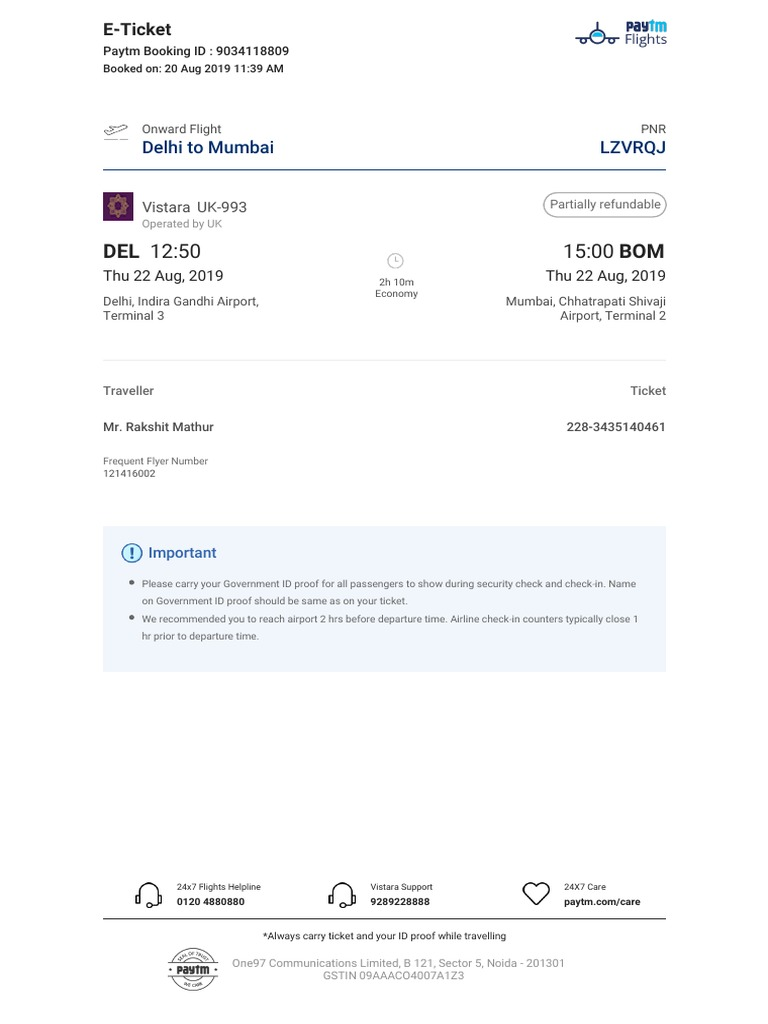 E-Ticket
Paytm Booking ID : 9034118809
Booked on: 20 Aug 2019 11:39 AM
paytm
Flights
Onward Flight
Delhi to Mumbai
PNR
LZVRQJ
Vistara UK-993
Operated by UK
Partially refundable
DEL 12:50
Thu 22 Aug, 2019
Delhi, Indira Gandhi Airport,
Terminal 3
2h 10m
Economy
15:00 BOM
Thu 22 Aug, 2019
Mumbai, Chhatrapati Shivaji
Airport, Terminal 2
Traveller Ticket
Mr. Rakshit Mathur 228-3435140461
Frequent Flyer Number
121416002
Important
Please carry your Government ID proof for all passengers to show during security check and check-in. Name
on Government ID proof should be same as on your ticket.
We recommended you to reach airport 2 hrs before departure time. Airline check-in counters typically close 1
hr prior to departure time.
24x7 Flights Helpline
0120 4880880
Vistara Support
9289228888
24X7 Care
paytm.com/care
*Always carry ticket and your ID proof while travelling
SEAL OF TRUST
paytm
WE CARE
One97 Communications Limited, B 121, Sector 5, Noida - 201301
GSTIN 09AAACO4007A1Z3